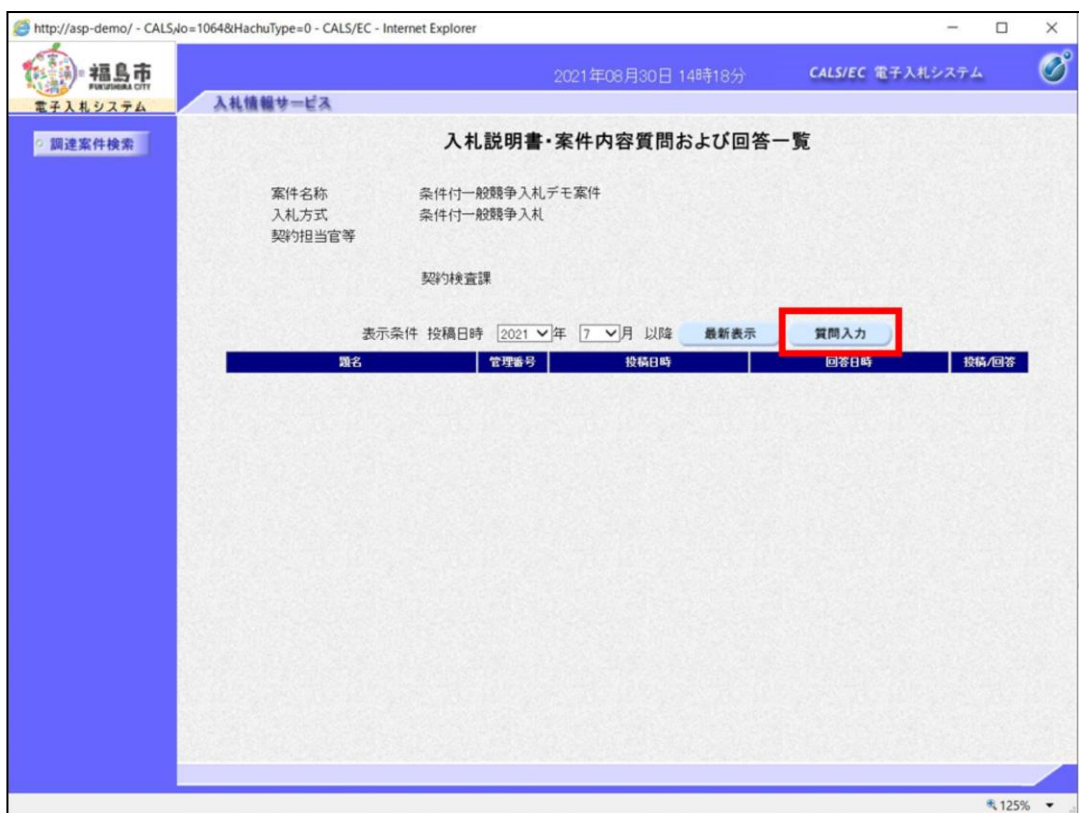 http://asp-demo/ - CALS/Io=1064&HachuType=0 - CALS/EC - Internet Explorer
福島市
FUKUSHIMA CITY
電子入札システム
2021年08月30日 14時18分
CALS/EC 電子入札システム
入札情報サービス
調達案件検索
入札説明書・案件内容質問および回答一覧
案件名称 条件付一般競争入札デモ案件
入札方式 条件付一般競争入札
契約担当官等
契約検査課
表示条件 投稿日時 2021 年 7 月 以降 最新表示 質問入力
題名 管理番号 投稿日時 回答日時 投稿/回答
125%